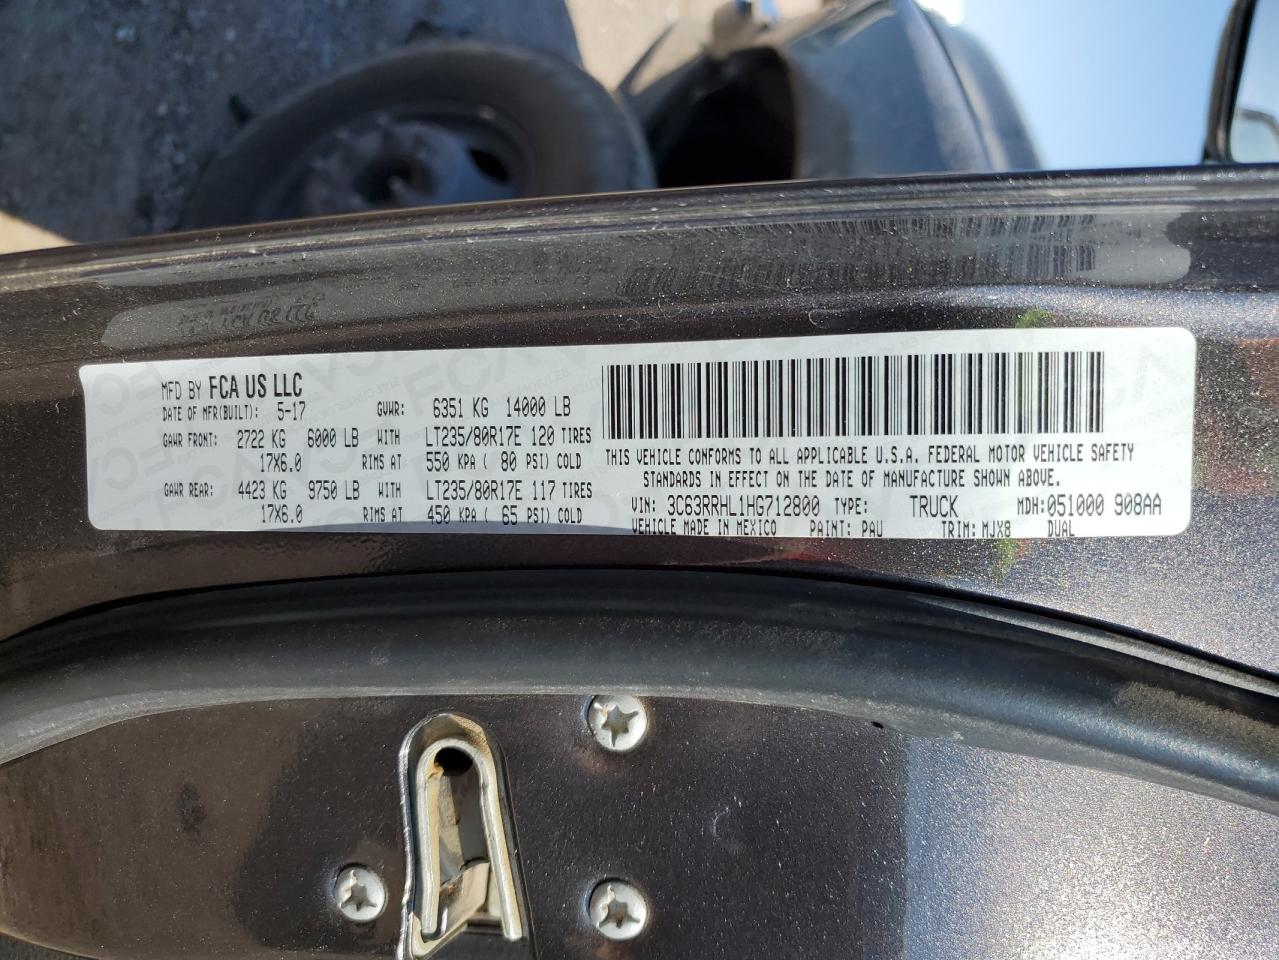 MFD BY FCA US LLC
DATE OF MFR(BUILT): 5-17 GVWR: 6351 KG 14000 LB
GAWR FRONT: 2722 KG 6000 LB WITH LT235/80R17E 120 TIRES
17X6.0 RIMS AT 550 KPA ( 80 PSI) COLD
GAWR REAR: 4423 KG 9750 LB WITH LT235/80R17E 117 TIRES
17X6.0 RIMS AT 450 KPA ( 65 PSI) COLD
THIS VEHICLE CONFORMS TO ALL APPLICABLE U.S.A. FEDERAL MOTOR VEHICLE SAFETY
STANDARDS IN EFFECT ON THE DATE OF MANUFACTURE SHOWN ABOVE.
VIN: 3C63RRHL1HG712800 TYPE: TRUCK MDH:051000 908AA
VEHICLE MADE IN MEXICO PAINT: PAU TRIM: MJX8 DUAL